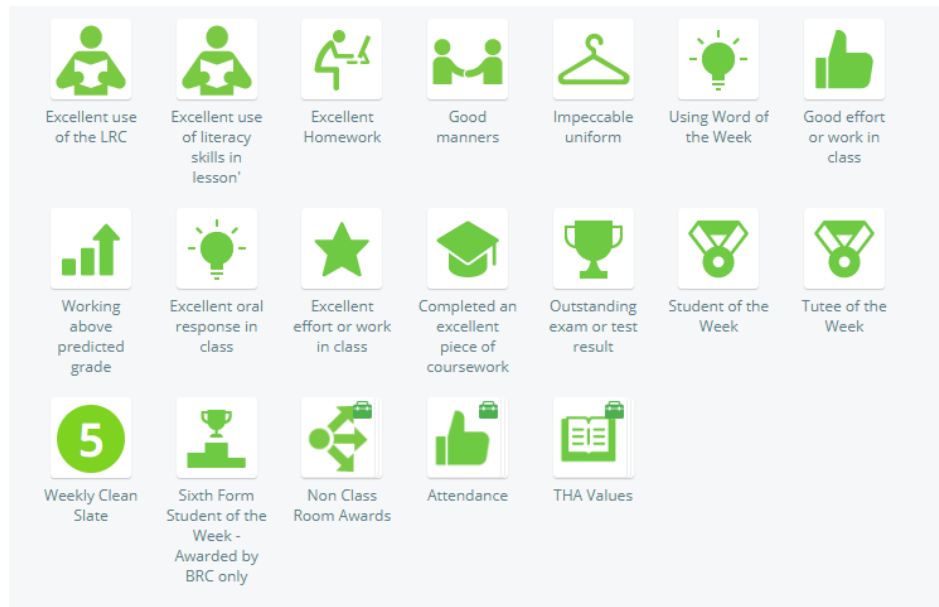 Excellent use
of the LRC
Excellent use
of literacy
skills in
lesson'
Excellent
Homework
Good
manners
Impeccable
uniform
Using Word of
the Week
Good effort
or work in
class
Working
above
predicted
grade
Excellent oral
response in
class
Excellent
effort or work
in class
Completed an
excellent
piece of
coursework
Outstanding
exam or test
result
Student of the
Week
Tutee of the
Week
5
Weekly Clean
Slate
Sixth Form
Student of the
Week -
Awarded by
BRC only
Non Class
Room Awards
Attendance
THA Values